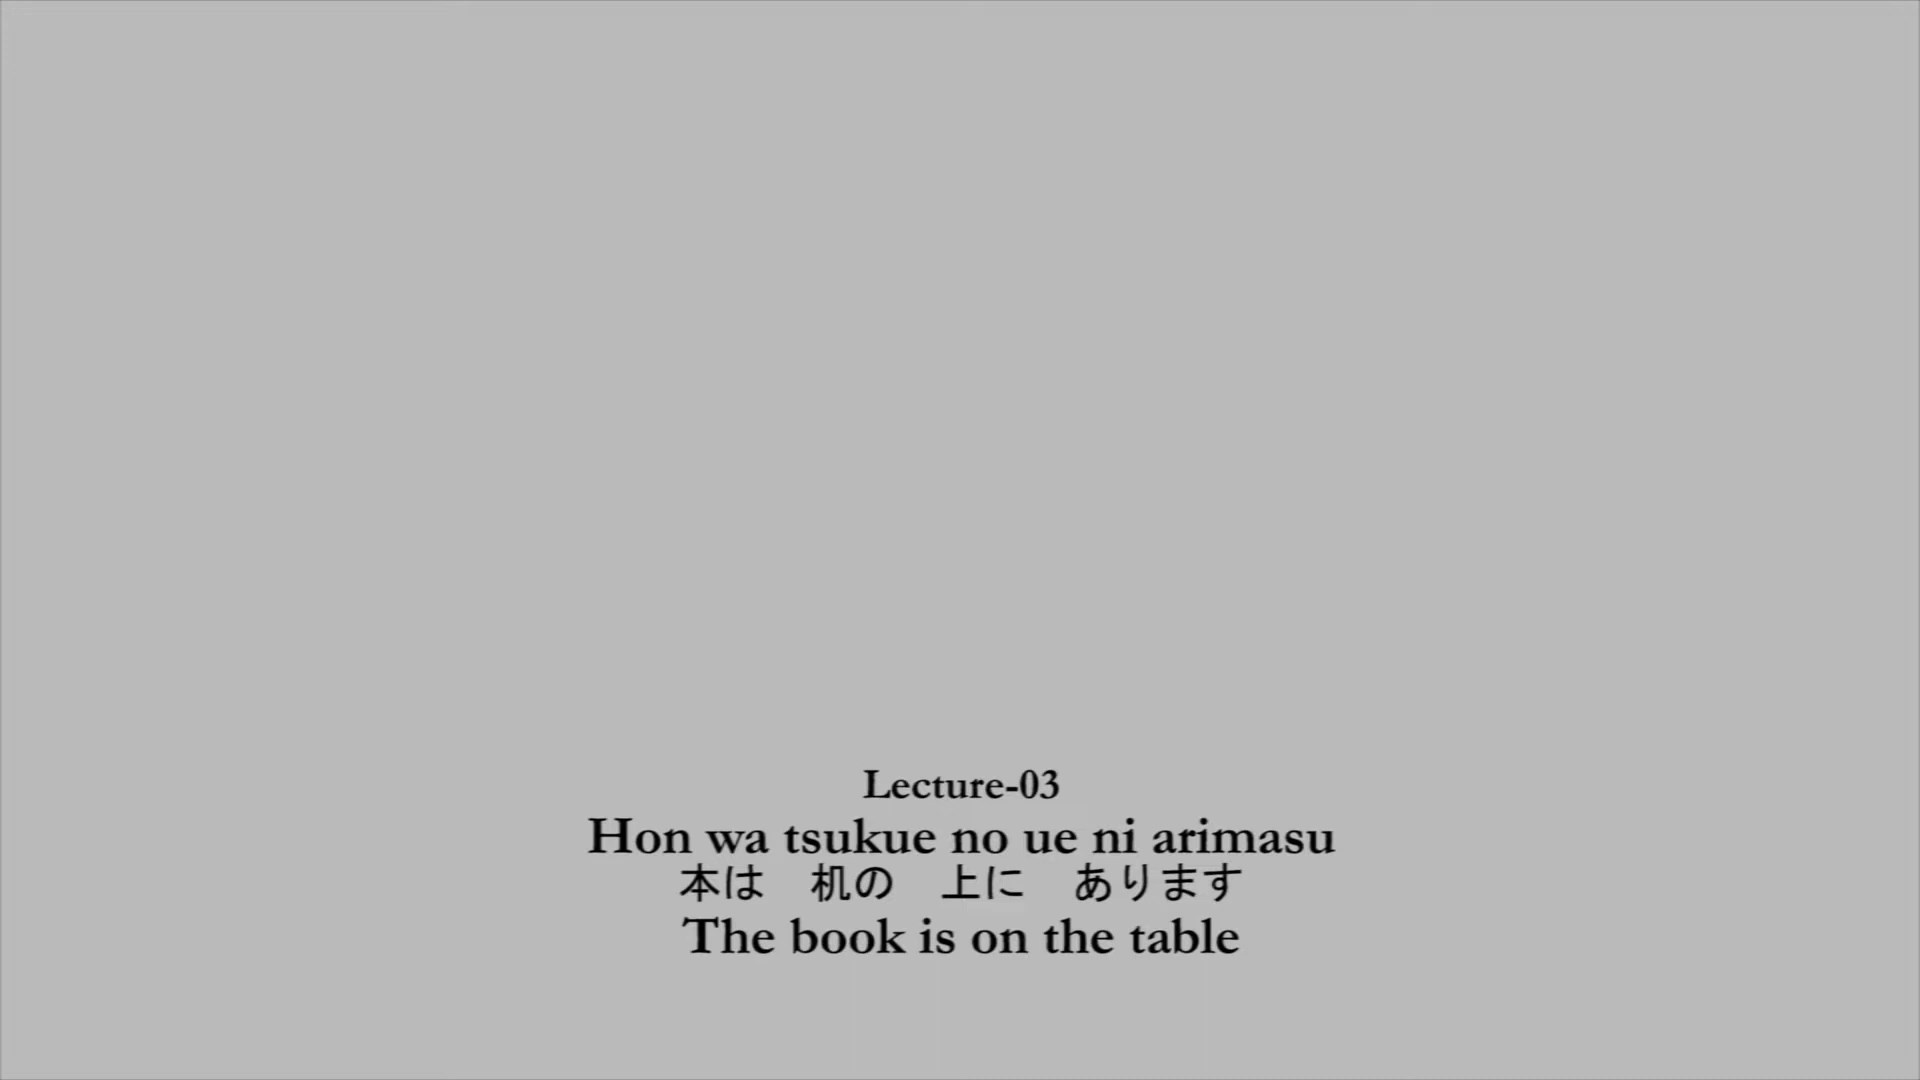 Lecture-03
Hon wa tsukue no ue ni arimasu
本は　机の　上に　あります
The book is on the table